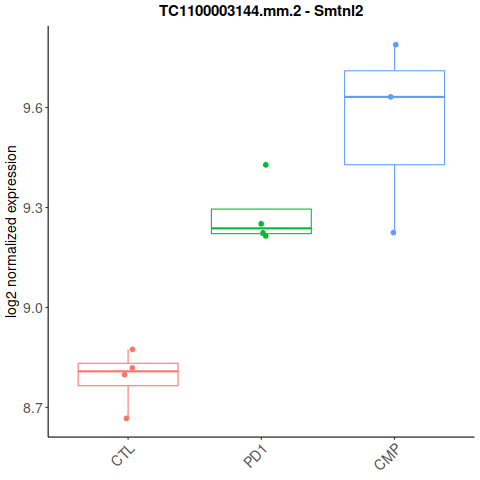 TC1100003144.mm.2 - Smtnl2
log2 normalized expression
9.6
9.3
9.0
8.7
CTL
PD1
CMP